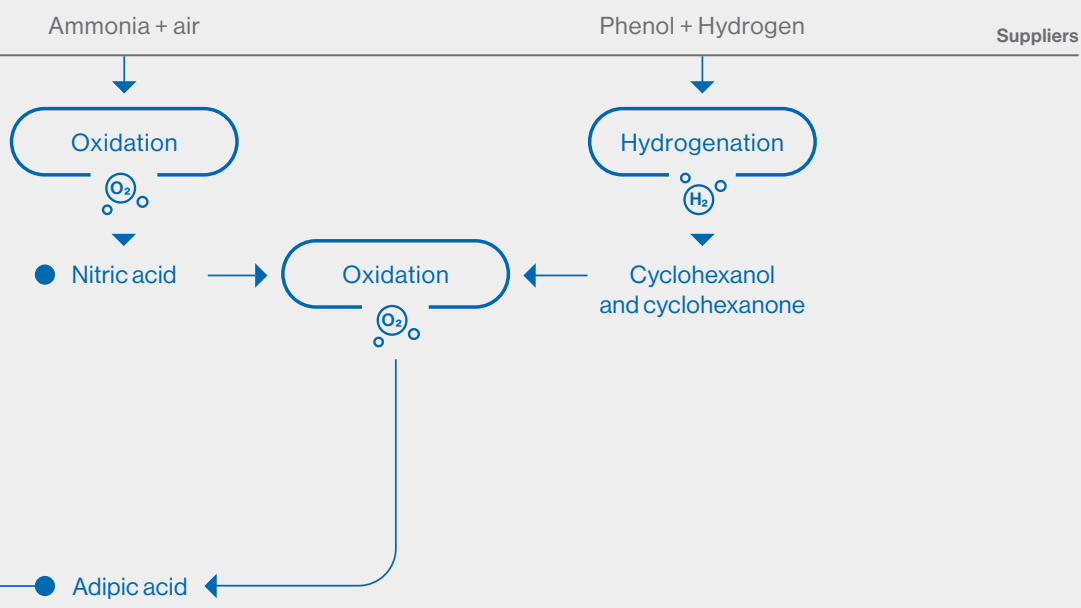 Ammonia + air
Phenol + Hydrogen
Suppliers
Oxidation
O₂
Hydrogenation
H₂
Nitric acid
Oxidation
O₂
Cyclohexanol
and cyclohexanone
Adipic acid